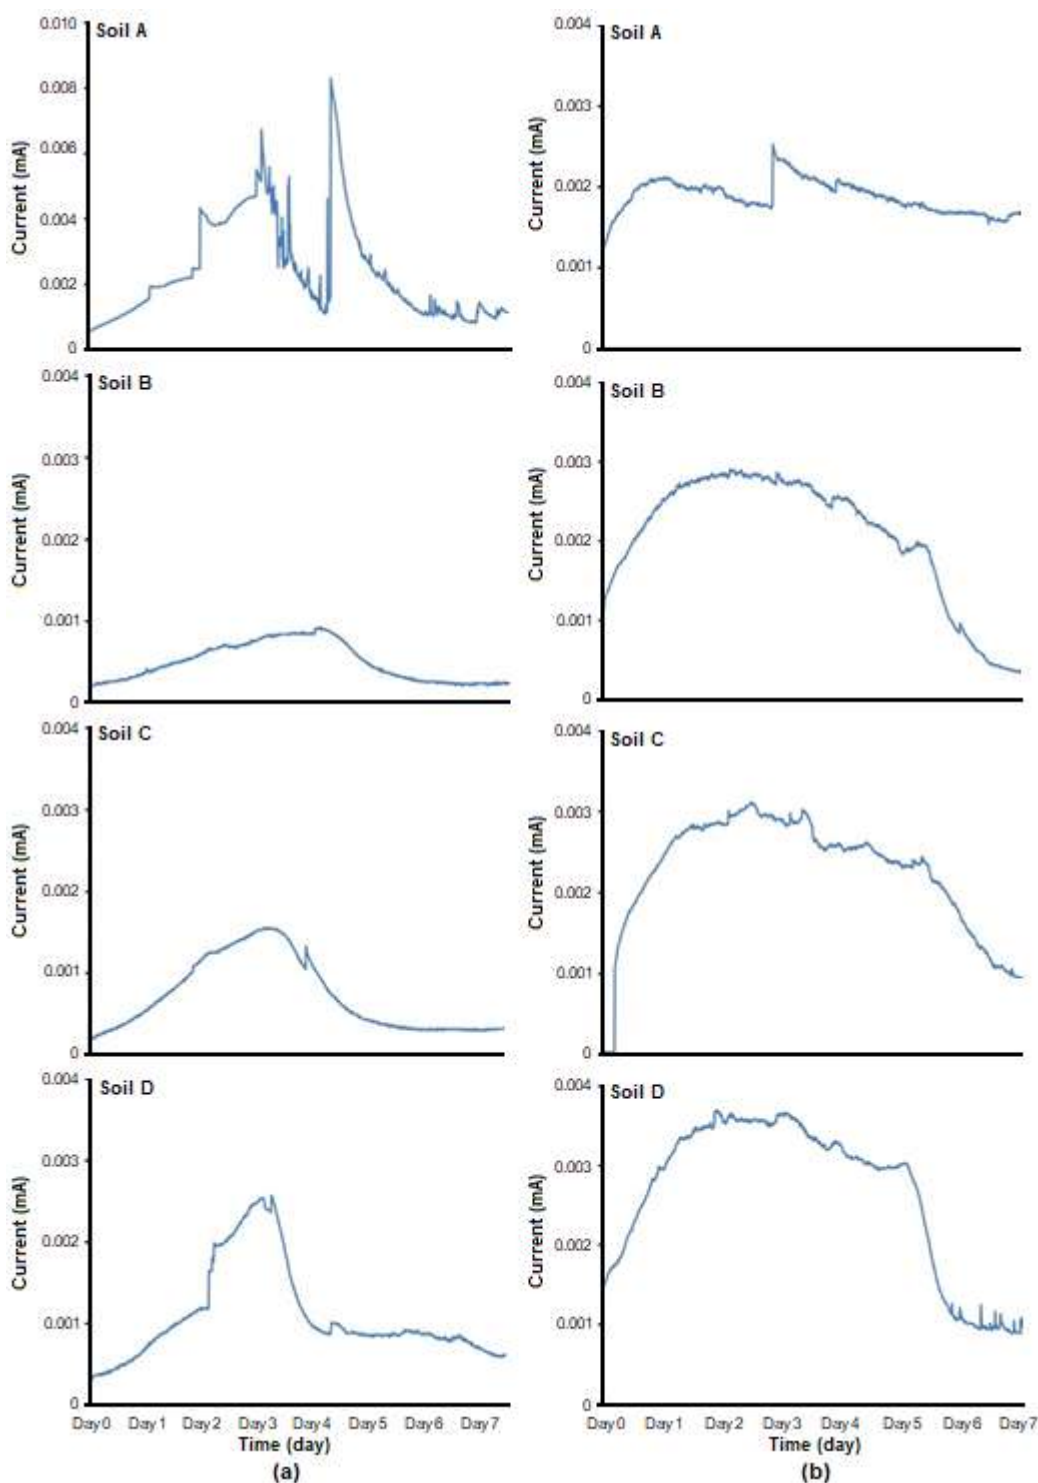 Soil A
0.010
0.008
0.006
0.004
0.002
0
Current (mA)
Soil A
0.004
0.003
0.002
0.001
0
Current (mA)
Soil B
0.004
0.003
0.002
0.001
0
Current (mA)
Soil B
0.004
0.003
0.002
0.001
0
Current (mA)
Soil C
0.004
0.003
0.002
0.001
0
Current (mA)
Soil C
0.004
0.003
0.002
0.001
0
Current (mA)
Soil D
0.004
0.003
0.002
0.001
0
Current (mA)
Day0 Day1 Day2 Day3 Day4 Day5 Day6 Day7
Time (day)
(a)
Soil D
0.004
0.003
0.002
0.001
0
Current (mA)
Day0 Day1 Day2 Day3 Day4 Day5 Day6 Day7
Time (day)
(b)